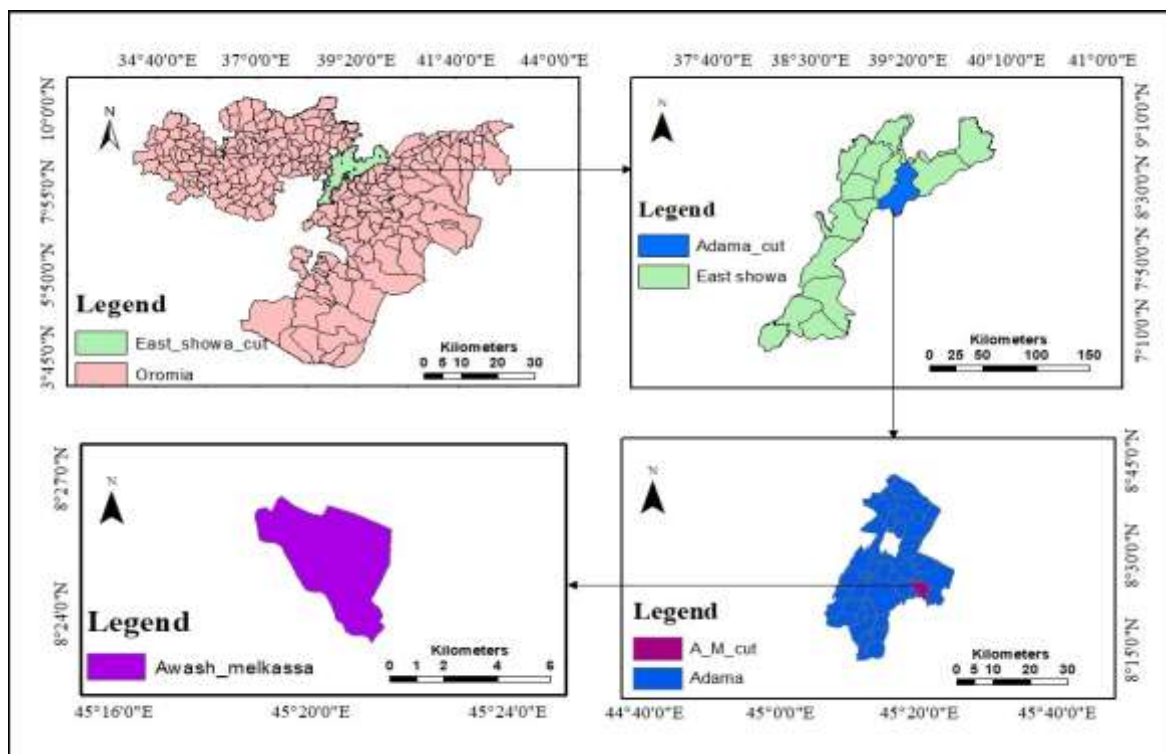 34°40'0"E 37°0'0"E 39°20'0"E 41°40'0"E 44°0'0"E
10°0'0"N
7°55'0"N
5°50'0"N
3°45'0"N
N
Legend
East_showa_cut
Oromia
Kilometers
0 5 10 20 30
37°40'0"E 38°30'0"E 39°20'0"E 40°10'0"E 41°0'0"E
9°10'0"N
8°30'0"N
7°50'0"N
7°10'0"N
N
Legend
Adama_cut
East showa
Kilometers
0 25 50 100 150
8°27'0"N
8°24'0"N
N
Legend
Awash_melkassa
Kilometers
0 1 2 4 6
45°16'0"E 45°20'0"E 45°24'0"E
N
8°45'0"N
8°30'0"N
8°15'0"N
Legend
A_M_cut
Adama
Kilometers
0 5 10 20 30
44°40'0"E 45°0'0"E 45°20'0"E 45°40'0"E